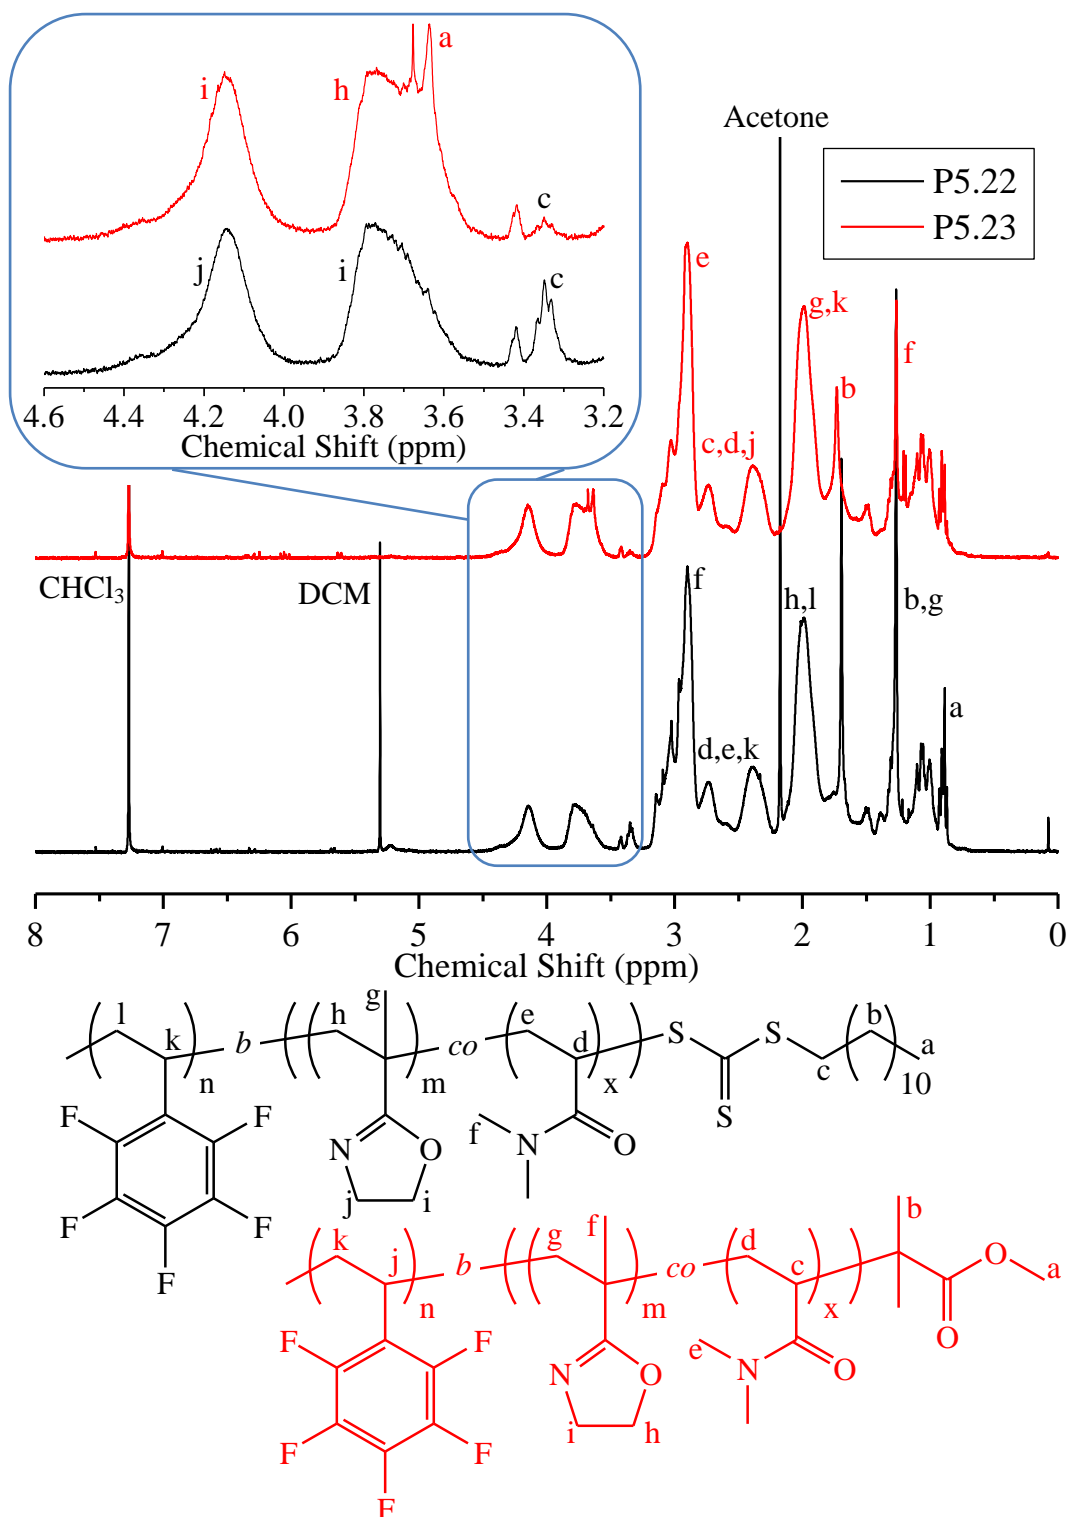 a
i
h
c
j
i
c
4.6 4.4 4.2 4.0 3.8 3.6 3.4 3.2
Chemical Shift (ppm)
Acetone
P5.22
P5.23
e
g,k
f
b
c,d,j
CHCl₃
DCM
f
h,l
b,g
a
d,e,k
8 7 6 5 4 3 2 1 0
Chemical Shift (ppm)
l k n b h g m co e d x S S b a
c 10
S
F F N O f N O
F F j i
F
k j n b g f m co d c x b O a
O
F F N O e N O
F F i h
F